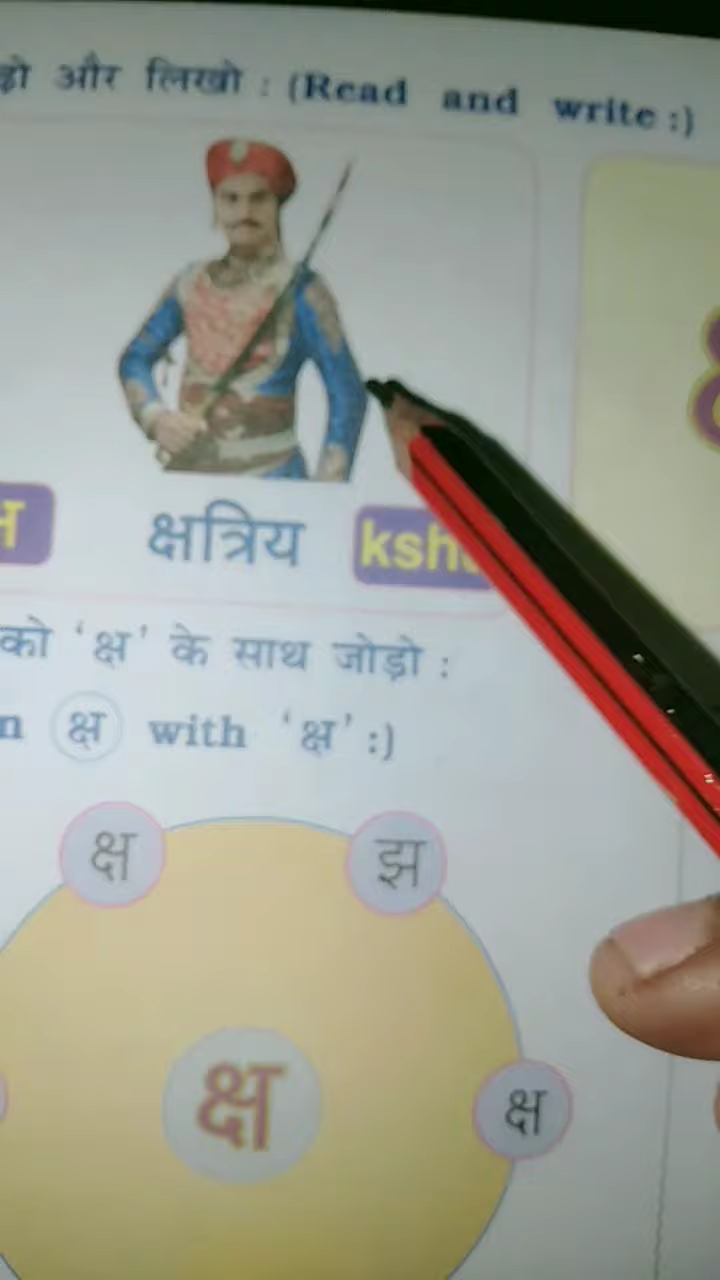 और लिखो : (Read and write :)
क्षत्रिय
को ‘क्ष’ के साथ जोड़ो :
क्ष with ‘क्ष’ :)
क्ष झ
क्ष क्ष